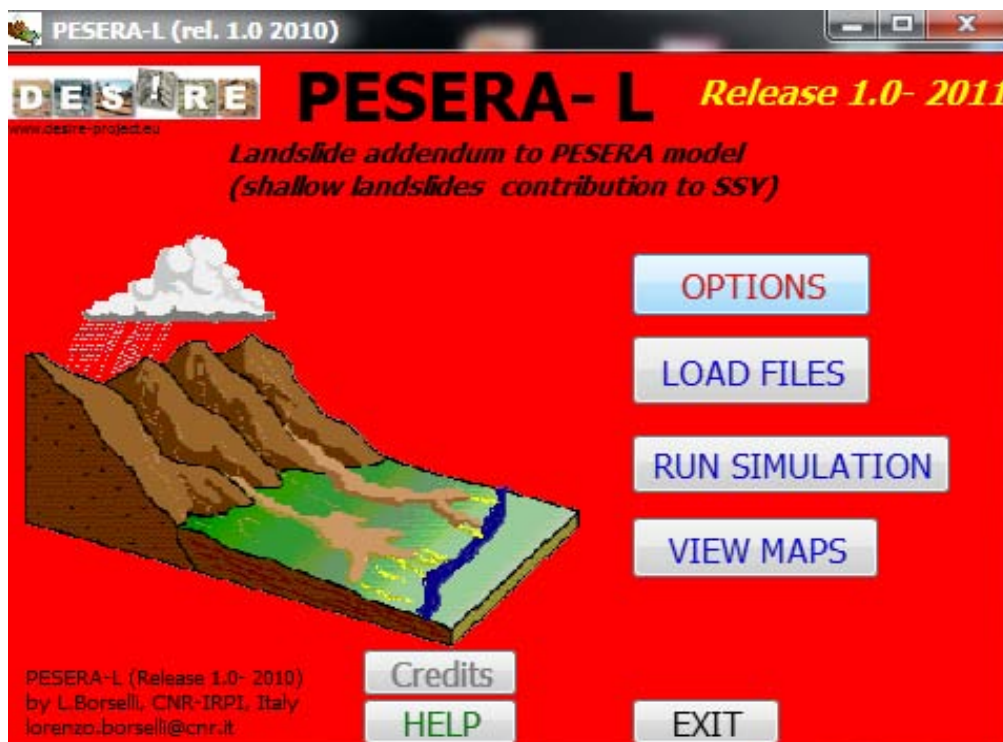 PESERA-L (rel. 1.0 2010)
DES!RE
www.desire-project.eu
PESERA- L
Release 1.0- 2011
Landslide addendum to PESERA model
(shallow landslides contribution to SSY)
OPTIONS
LOAD FILES
RUN SIMULATION
VIEW MAPS
PESERA-L (Release 1.0- 2010)
by L.Borselli, CNR-IRPI, Italy
lorenzo.borselli@cnr.it
Credits
HELP
EXIT